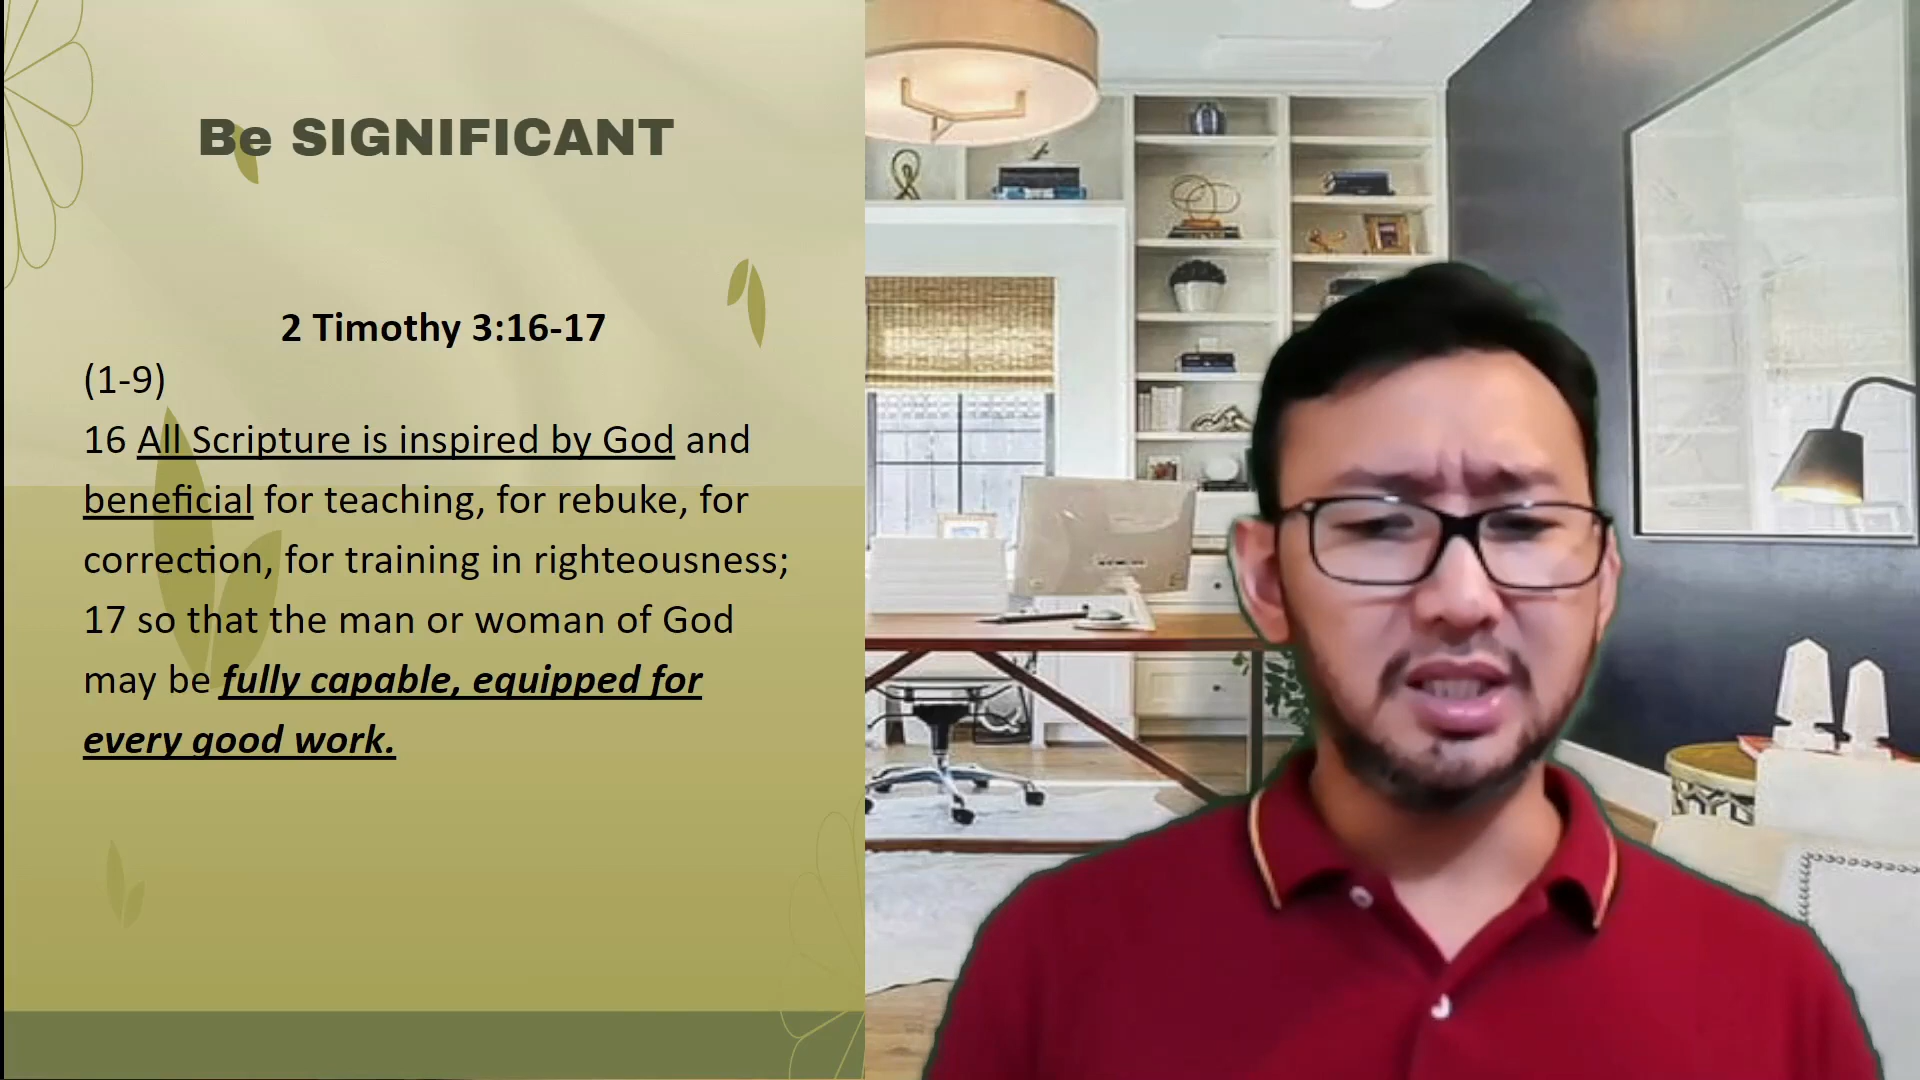 Be SIGNIFICANT
2 Timothy 3:16-17
(1-9)
16 All Scripture is inspired by God and
beneficial for teaching, for rebuke, for
correction, for training in righteousness;
17 so that the man or woman of God
may be fully capable, equipped for
every good work.